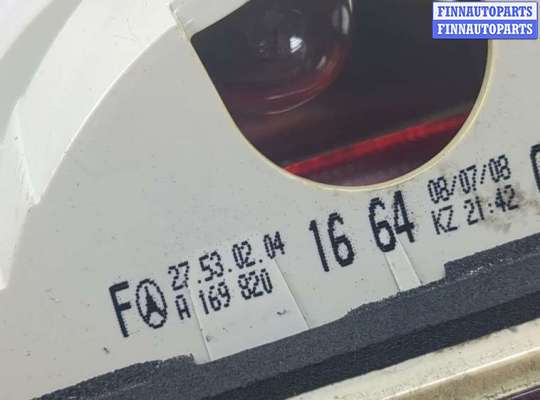 FINNAUTOPARTS
FINNAUTOPARTS
27.53.02.04
F A 169 820 16 64
08/07/08
KZ 21:42